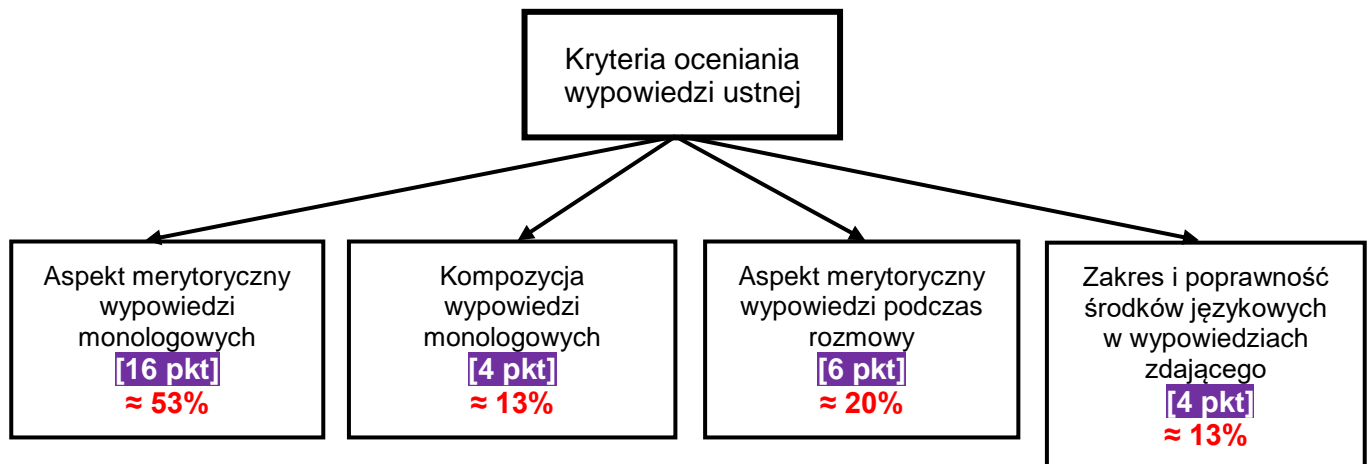 Kryteria oceniania
wypowiedzi ustnej
Aspekt merytoryczny
wypowiedzi
monologowych
[16 pkt]
≈ 53%
Kompozycja
wypowiedzi
monologowych
[4 pkt]
≈ 13%
Aspekt merytoryczny
wypowiedzi podczas
rozmowy
[6 pkt]
≈ 20%
Zakres i poprawność
środków językowych
w wypowiedziach
zdającego
[4 pkt]
≈ 13%